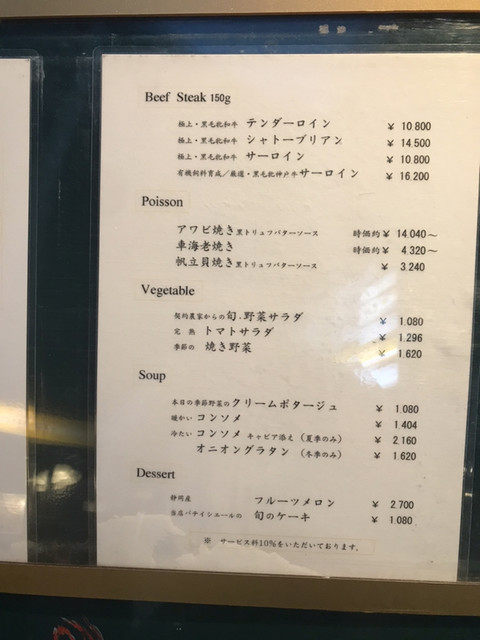 Beef Steak 150g
極上・黒毛和牛 テンダーロイン ¥ 10.800
極上・黒毛和牛 シャトーブリアン ¥ 14.500
極上・黒毛和牛 サーロイン ¥ 10.800
有機飼料育成／厳選・黒毛神戸牛サーロイン ¥ 16.200
Poisson
アワビ焼き 黒トリュフバターソース 時価約¥ 14.040～
車海老焼き 時価約¥ 4.320～
帆立貝焼き 黒トリュフバターソース ¥ 3.240
Vegetable
契約農家からの旬.野菜サラダ ¥ 1.080
完熟 トマトサラダ ¥ 1.296
季節の 焼き野菜 ¥ 1.620
Soup
本日の季節野菜のクリームポタージュ ¥ 1.080
暖かい コンソメ ¥ 1.404
冷たい コンソメ キャビア添え（夏季のみ） ¥ 2.160
オニオングラタン（冬季のみ） ¥ 1.620
Dessert
静岡産 フルーツメロン ¥ 2.700
当店パティシエールの 旬のケーキ ¥ 1.080
※ サービス料10%をいただいております。